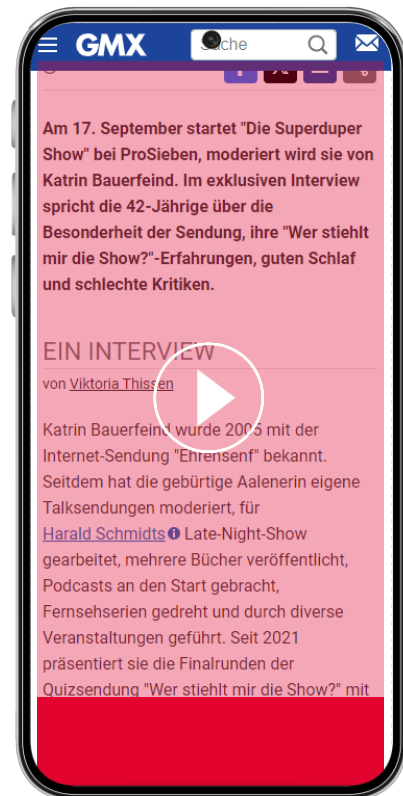 GMX
Suche
Am 17. September startet "Die Superduper
Show" bei ProSieben, moderiert wird sie von
Katrin Bauerfeind. Im exklusiven Interview
spricht die 42-Jährige über die
Besonderheit der Sendung, ihre "Wer stiehlt
mir die Show?"-Erfahrungen, guten Schlaf
und schlechte Kritiken.
EIN INTERVIEW
von Viktoria Thissen
Katrin Bauerfeind wurde 2005 mit der
Internet-Sendung "Ehrensenf" bekannt.
Seitdem hat die gebürtige Aalenerin eigene
Talksendungen moderiert, für
Harald Schmidts Late-Night-Show
gearbeitet, mehrere Bücher veröffentlicht,
Podcasts an den Start gebracht,
Fernsehserien gedreht und durch diverse
Veranstaltungen geführt. Seit 2021
präsentiert sie die Finalrunden der
Quizsendung "Wer stiehlt mir die Show?" mit